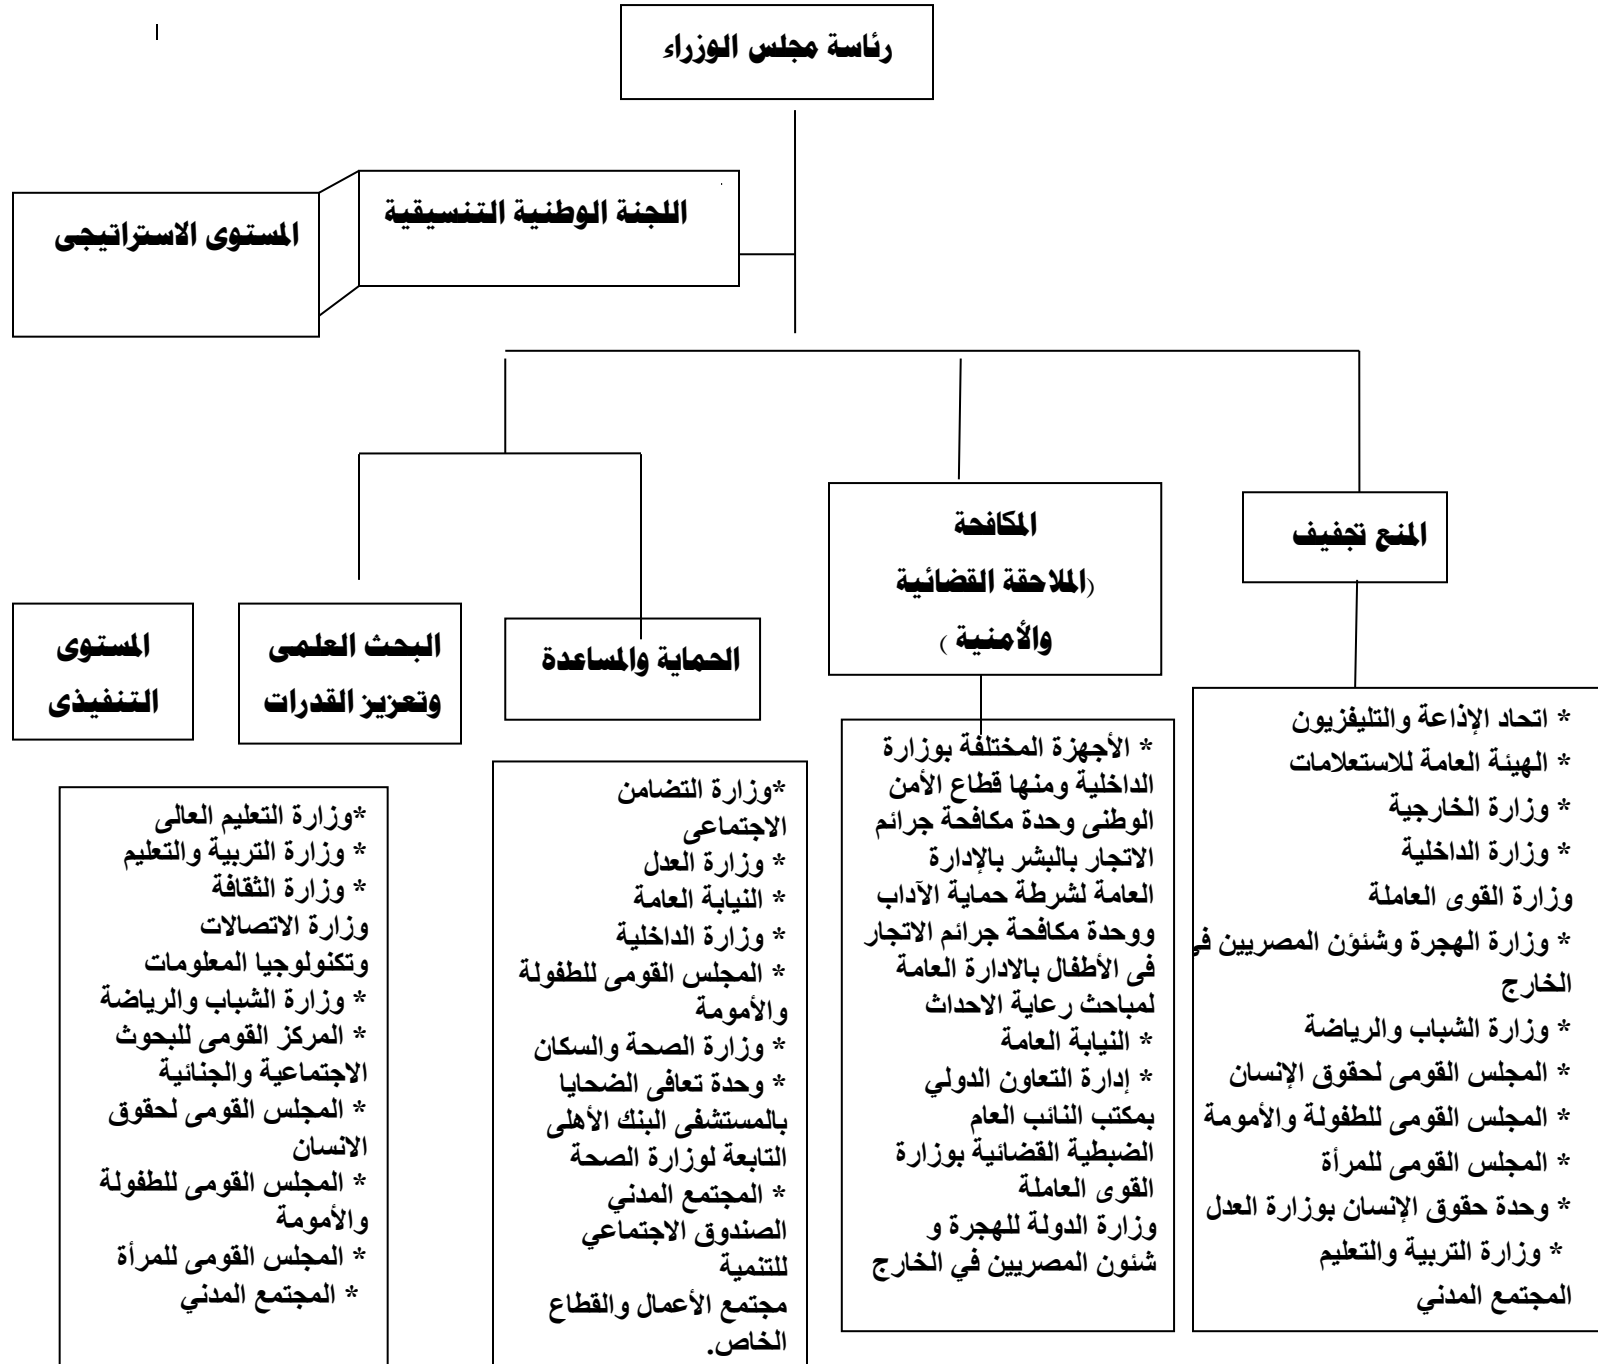 رئاسة مجلس الوزراء
اللجنة الوطنية التنسيقية
المستوى الاستراتيجى
المنع تجفيف
المكافحة
(الملاحقة القضائية
والأمنية )
الحماية والمساعدة
البحث العلمى
وتعزيز القدرات
المستوى
التنفيذى
* اتحاد الإذاعة والتليفزيون
* الهيئة العامة للاستعلامات
* وزارة الخارجية
* وزارة الداخلية
وزارة القوى العاملة
* وزارة الهجرة وشئؤن المصريين فى
الخارج
* وزارة الشباب والرياضة
* المجلس القومى لحقوق الإنسان
* المجلس القومى للطفولة والأمومة
* المجلس القومى للمرأة
* وحدة حقوق الإنسان بوزارة العدل
* وزارة التربية والتعليم
المجتمع المدني
* الأجهزة المختلفة بوزارة
الداخلية ومنها قطاع الأمن
الوطنى وحدة مكافحة جرائم
الاتجار بالبشر بالإدارة
العامة لشرطة حماية الآداب
ووحدة مكافحة جرائم الاتجار
فى الأطفال بالادارة العامة
لمباحث رعاية الاحداث
* النيابة العامة
* إدارة التعاون الدولي
بمكتب النائب العام
الضبطية القضائية بوزارة
القوى العاملة
وزارة الدولة للهجرة و
شئون المصريين في الخارج
*وزارة التضامن
الاجتماعى
* وزارة العدل
* النيابة العامة
* وزارة الداخلية
* المجلس القومى للطفولة
والأمومة
* وزارة الصحة والسكان
* وحدة تعافى الضحايا
بالمستشفى البنك الأهلى
التابعة لوزارة الصحة
* المجتمع المدني
الصندوق الاجتماعي
للتنمية
مجتمع الأعمال والقطاع
الخاص.
*وزارة التعليم العالى
* وزارة التربية والتعليم
* وزارة الثقافة
وزارة الاتصالات
وتكنولوجيا المعلومات
* وزارة الشباب والرياضة
* المركز القومى للبحوث
الاجتماعية والجنائية
* المجلس القومى لحقوق
الانسان
* المجلس القومى للطفولة
والأمومة
* المجلس القومى للمرأة
* المجتمع المدني